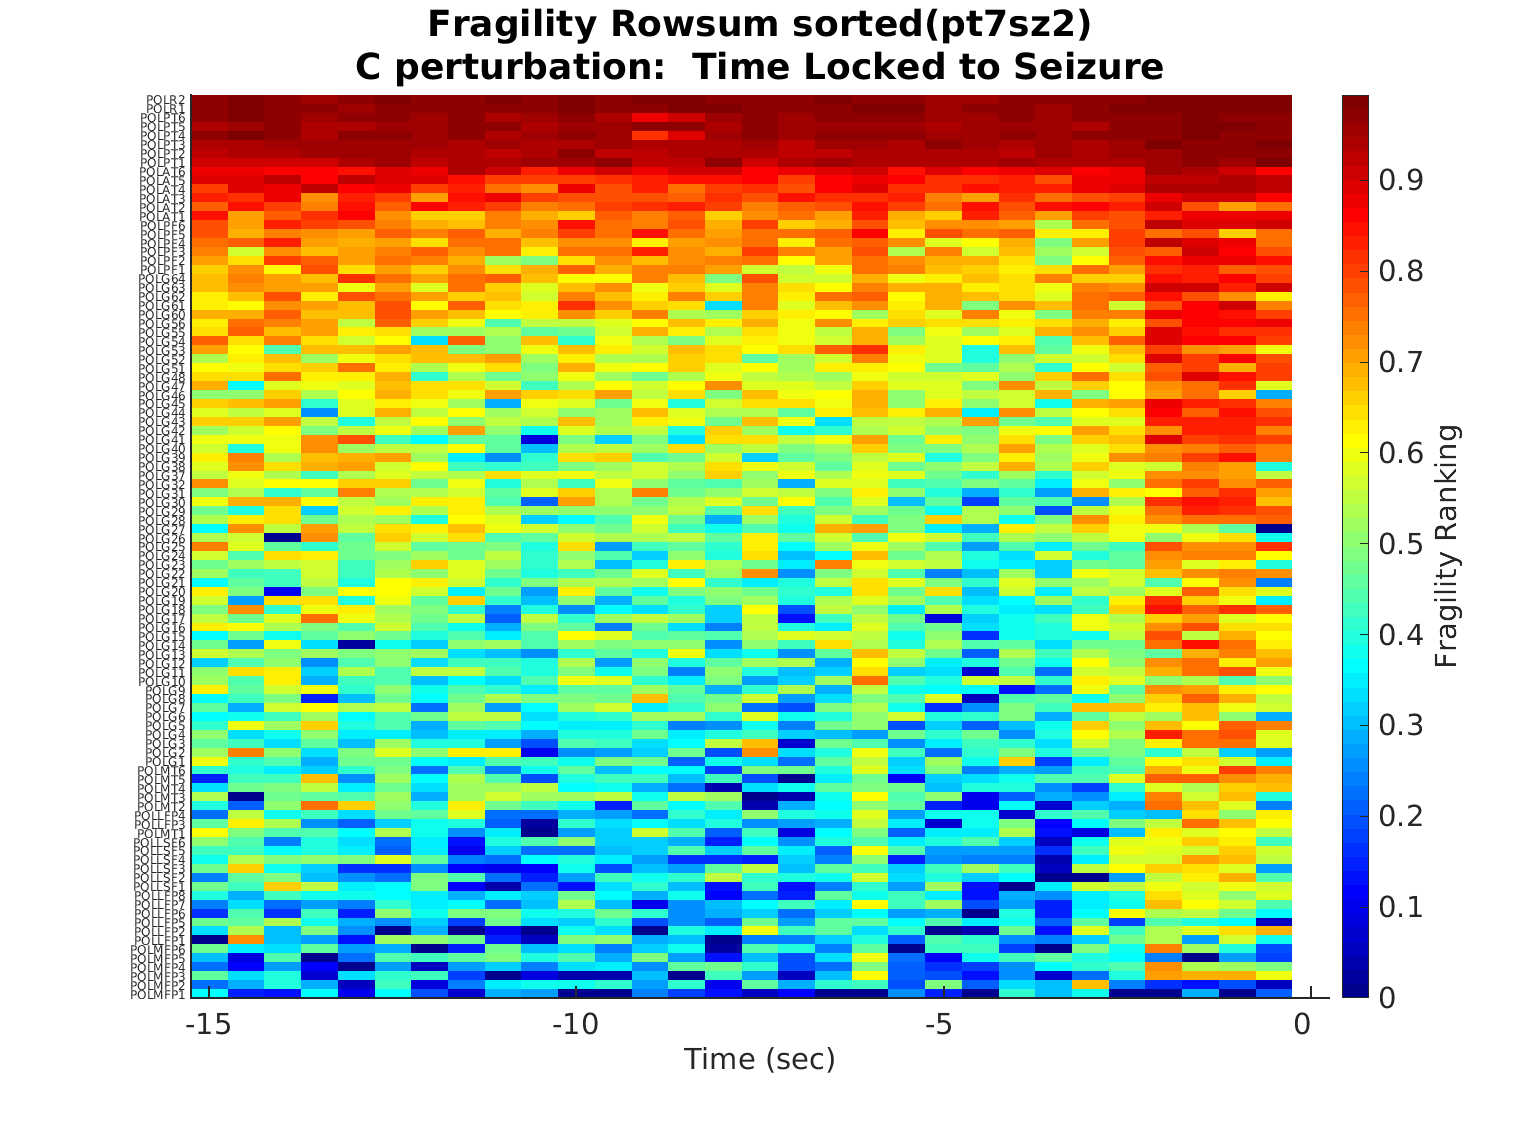 Fragility Rowsum sorted(pt7sz2)
C perturbation:  Time Locked to Seizure
POLR2
POLR1
POLPT6
POLPT5
POLPT4
POLPT3
POLPT2
POLPT1
POLAT6
POLAT5
POLAT4
POLAT3
POLAT2
POLAT1
POLPF6
POLPF5
POLPF4
POLPF3
POLPF2
POLPF1
POLG64
POLG63
POLG62
POLG61
POLG60
POLG56
POLG55
POLG54
POLG53
POLG52
POLG51
POLG48
POLG47
POLG46
POLG45
POLG44
POLG43
POLG42
POLG41
POLG40
POLG39
POLG38
POLG37
POLG32
POLG31
POLG30
POLG29
POLG28
POLG27
POLG26
POLG25
POLG24
POLG23
POLG22
POLG21
POLG20
POLG19
POLG18
POLG17
POLG16
POLG15
POLG14
POLG13
POLG12
POLG11
POLG10
POLG9
POLG8
POLG7
POLG6
POLG5
POLG4
POLG3
POLG2
POLG1
POLMT6
POLMT5
POLMT4
POLMT3
POLMT2
POLLFP4
POLLFP3
POLMT1
POLLSF6
POLLSF5
POLLSF4
POLLSF3
POLLSF2
POLLSF1
POLLFP8
POLLFP7
POLLFP6
POLLFP5
POLLFP2
POLLFP1
POLMFP6
POLMFP5
POLMFP4
POLMFP3
POLMFP2
POLMFP1
-15
-10
-5
0
Time (sec)
0.9
0.8
0.7
0.6
0.5
0.4
0.3
0.2
0.1
0
Fragility Ranking